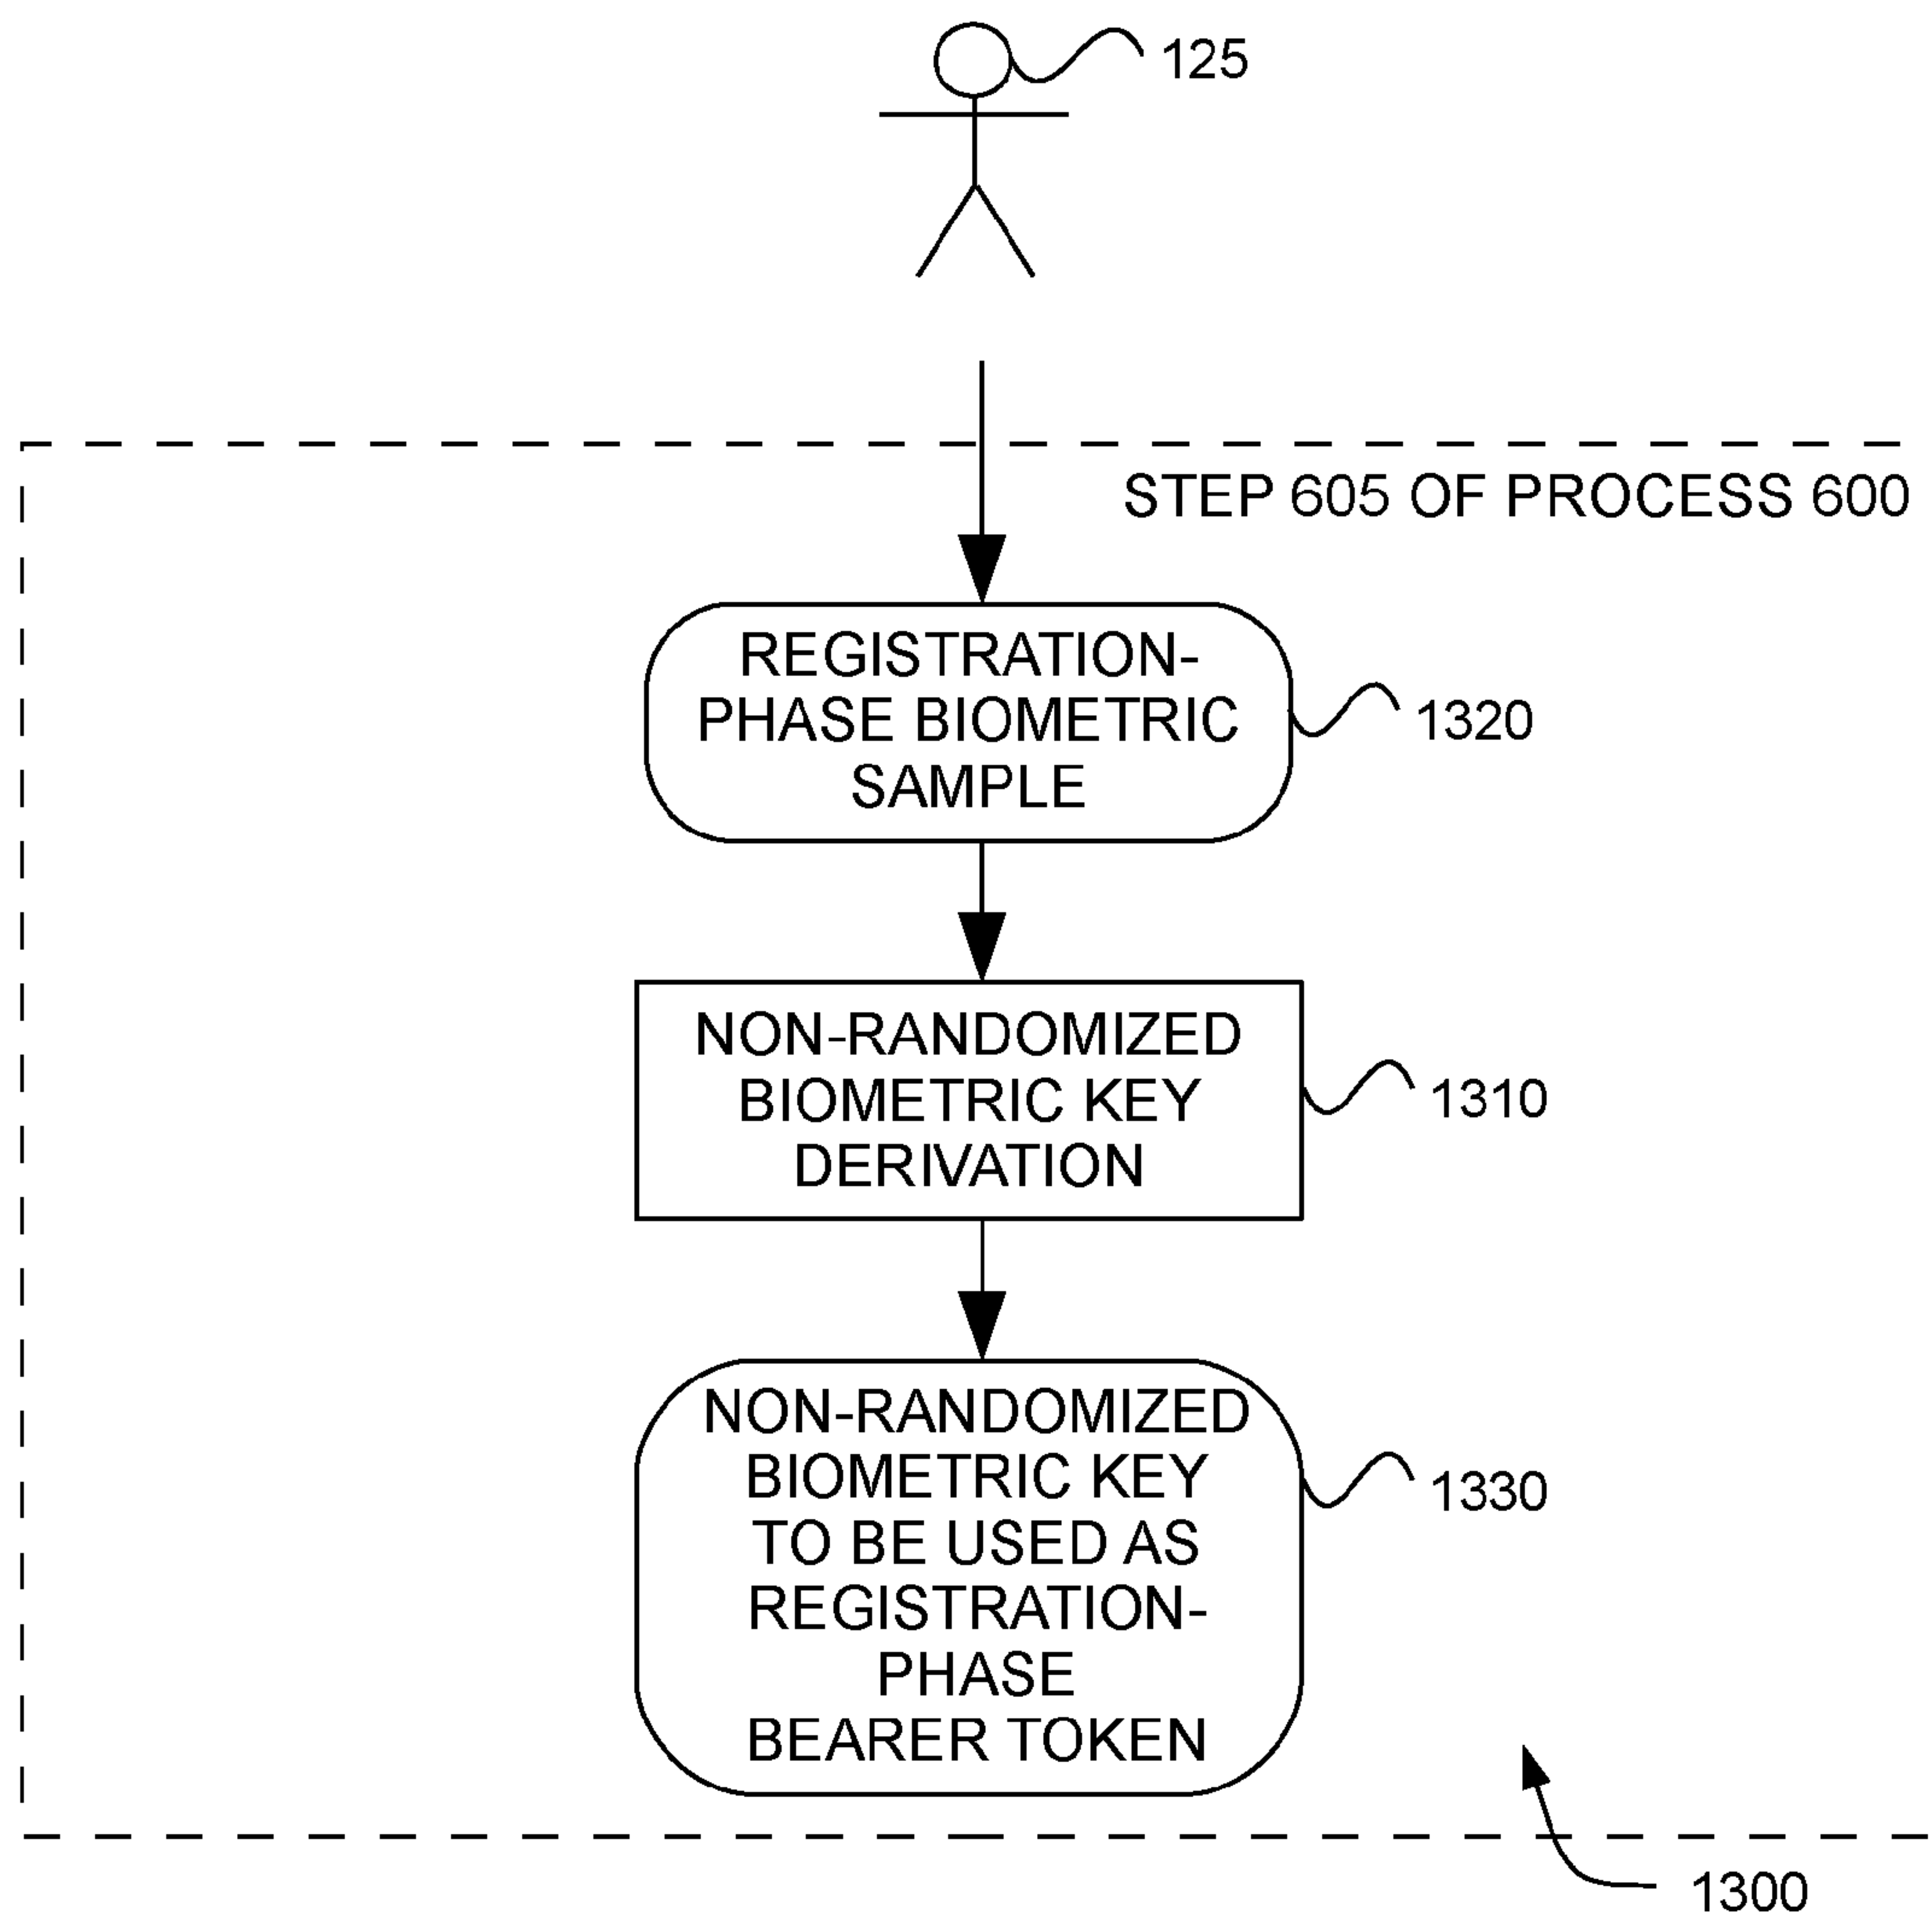 125
STEP 605 OF PROCESS 600
REGISTRATION-
PHASE BIOMETRIC
SAMPLE
1320
NON-RANDOMIZED
BIOMETRIC KEY
DERIVATION
1310
NON-RANDOMIZED
BIOMETRIC KEY
TO BE USED AS
REGISTRATION-
PHASE
BEARER TOKEN
1330
1300